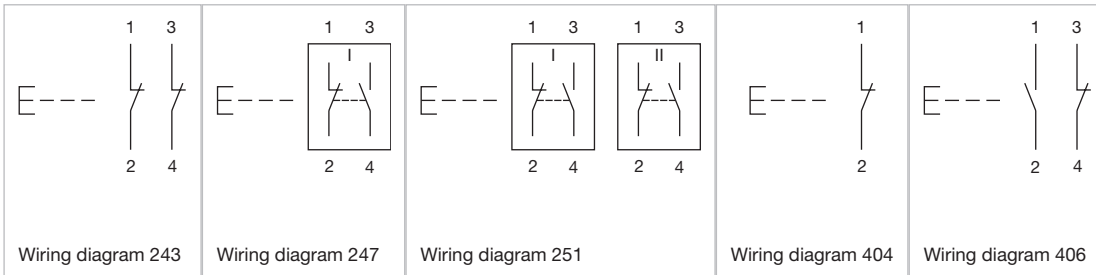 1 3
2 4
Wiring diagram 243
1 3
I
2 4
Wiring diagram 247
1 3 1 3
I II
2 4 2 4
Wiring diagram 251
1
2
Wiring diagram 404
1 3
2 4
Wiring diagram 406